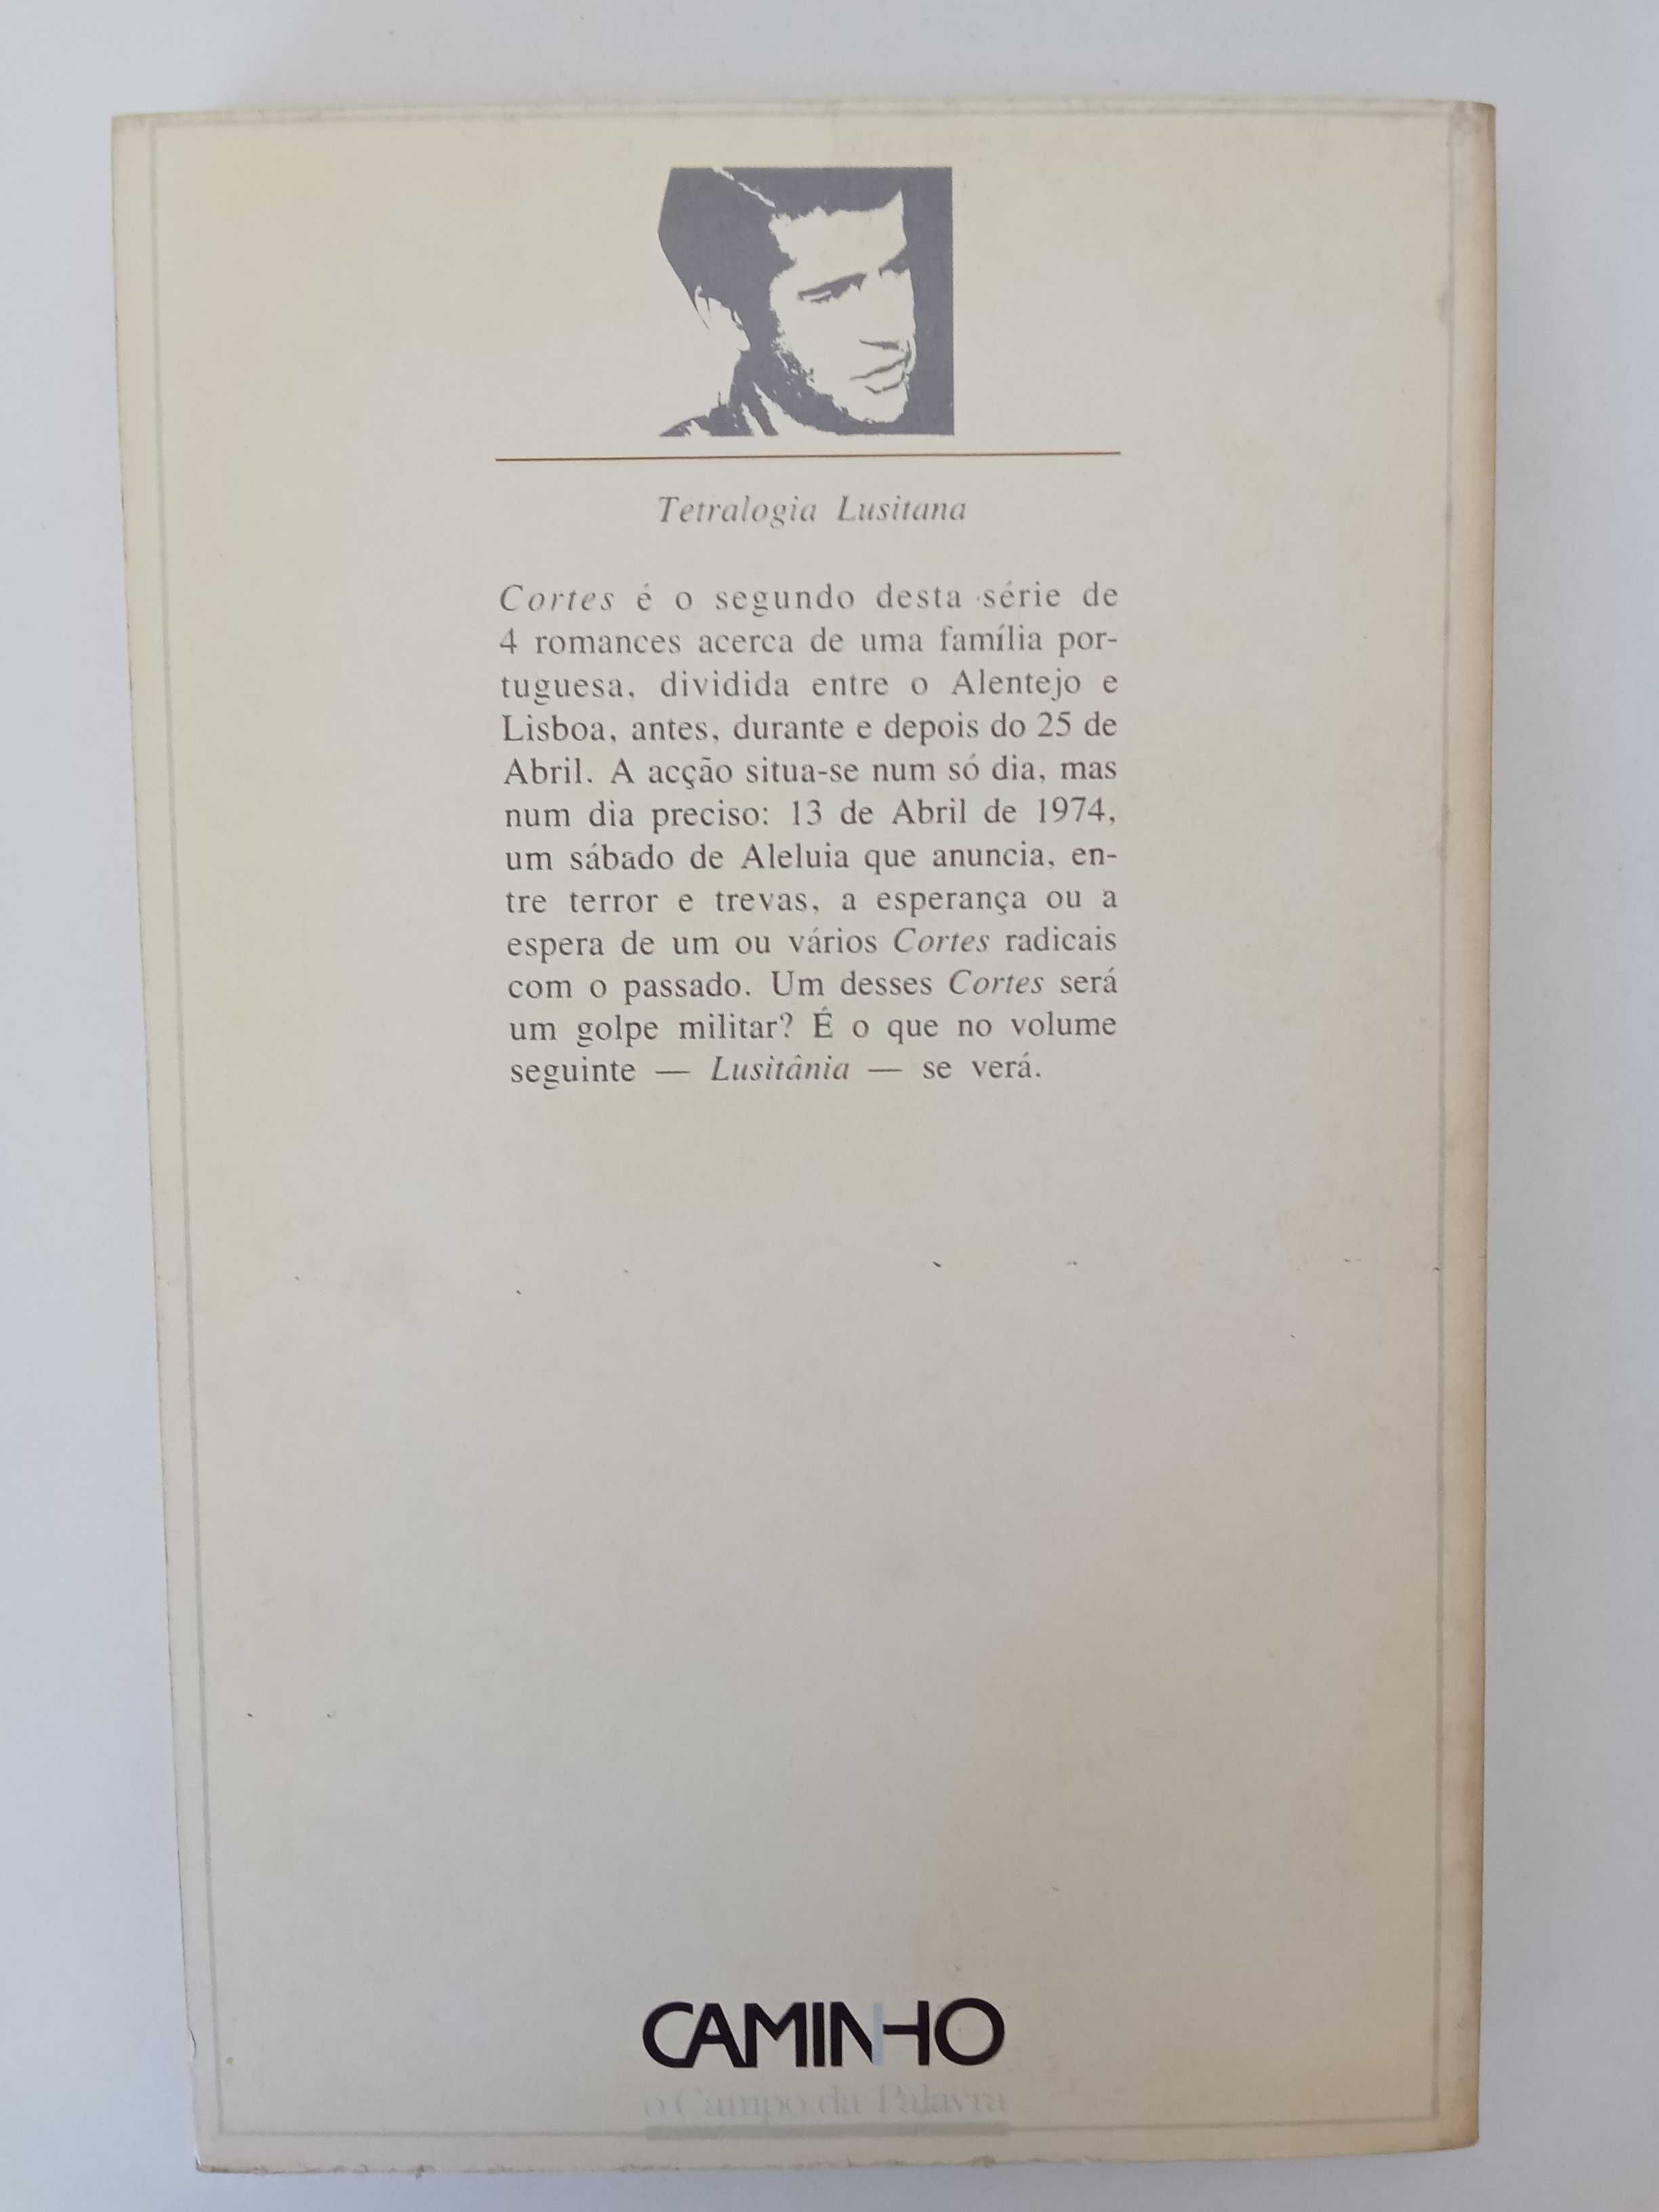 Tetralogia Lusitana
Cortes é o segundo desta série de
4 romances acerca de uma família por-
tuguesa, dividida entre o Alentejo e
Lisboa, antes, durante e depois do 25 de
Abril. A acção situa-se num só dia, mas
num dia preciso: 13 de Abril de 1974,
um sábado de Aleluia que anuncia, en-
tre terror e trevas, a esperança ou a
espera de um ou vários Cortes radicais
com o passado. Um desses Cortes será
um golpe militar? É o que no volume
seguinte — Lusitânia — se verá.
CAMINHO
o Campo da Palavra